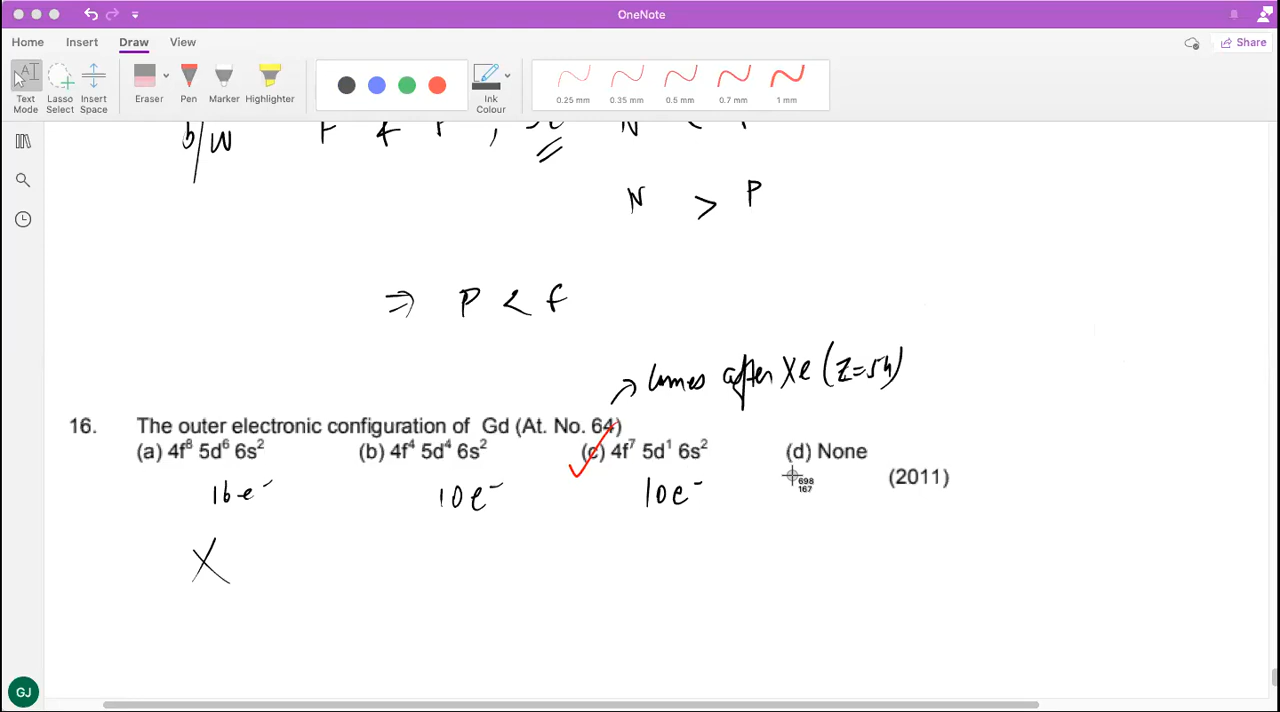 OneNote
Home Insert Draw View
Share
Text Mode Lasso Select Insert Space Eraser Pen Marker Highlighter Ink Colour 0.25 mm 0.35 mm 0.5 mm 0.7 mm 1 mm
b/w
N > P
⇒ P < F
→ Comes after Xe (Z=54)
16. The outer electronic configuration of Gd (At. No. 64)
(a) 4f⁸ 5d⁶ 6s² (b) 4f⁴ 5d⁴ 6s² (c) 4f⁷ 5d¹ 6s² (d) None
(2011)
16e⁻ 10e⁻ 10e⁻
698
167
X
GJ